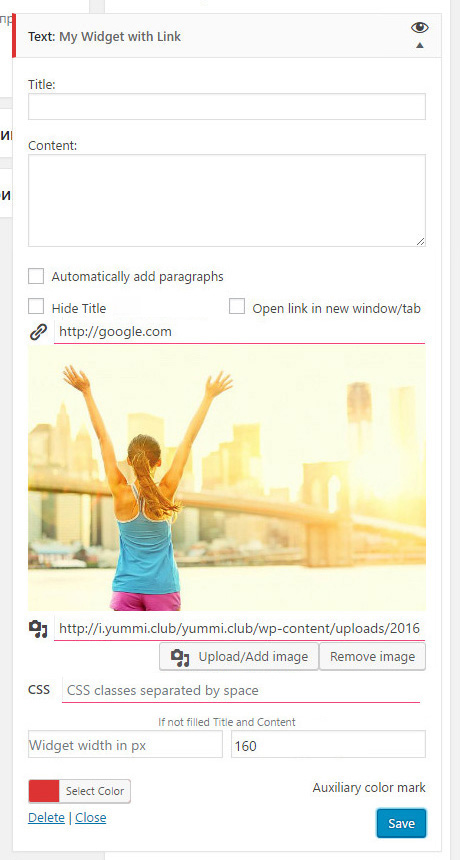 пр
Text: My Widget with Link
Title:
Content:
Automatically add paragraphs
Hide Title
Open link in new window/tab
http://google.com
http://i.yummi.club/yummi.club/wp-content/uploads/2016
Upload/Add image
Remove image
CSS
CSS classes separated by space
If not filled Title and Content
Widget width in px
160
Select Color
Auxiliary color mark
Delete | Close
Save